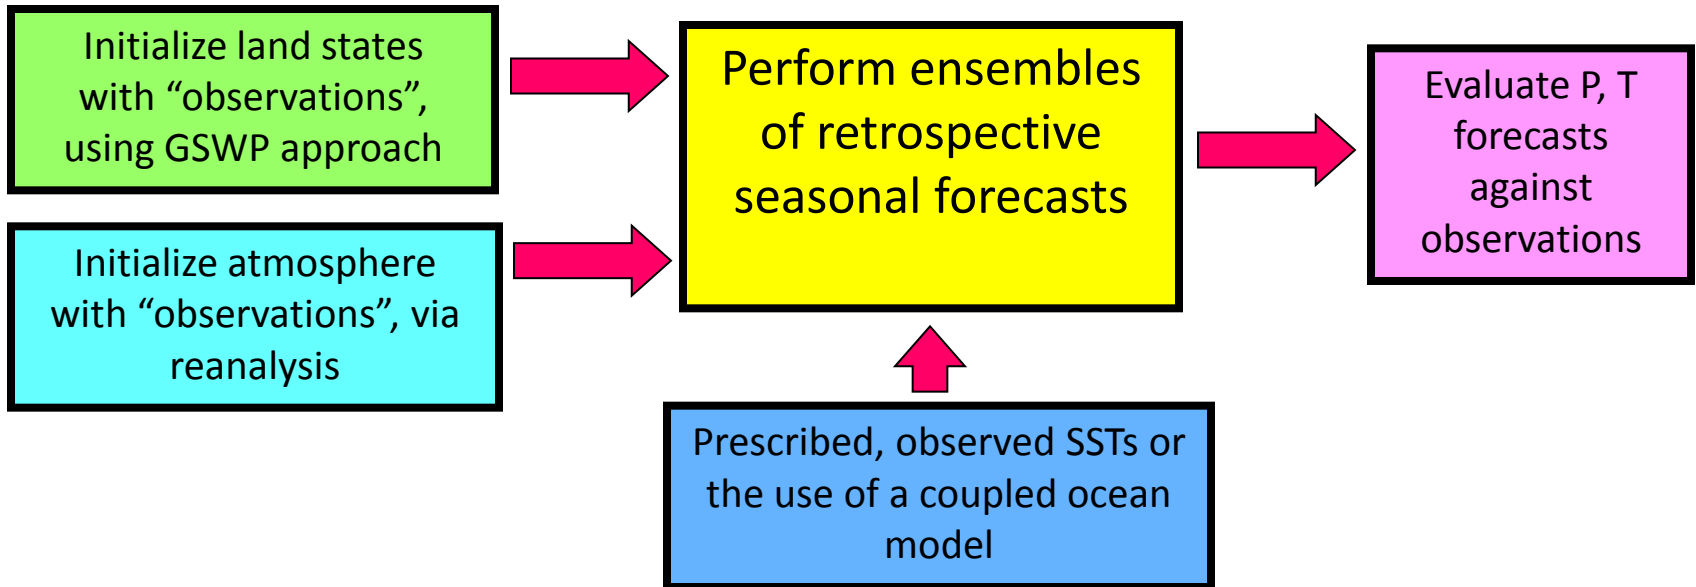 Initialize land states
with “observations”,
using GSWP approach
Initialize atmosphere
with “observations”, via
reanalysis
Perform ensembles
of retrospective
seasonal forecasts
Prescribed, observed SSTs or
the use of a coupled ocean
model
Evaluate P, T
forecasts
against
observations